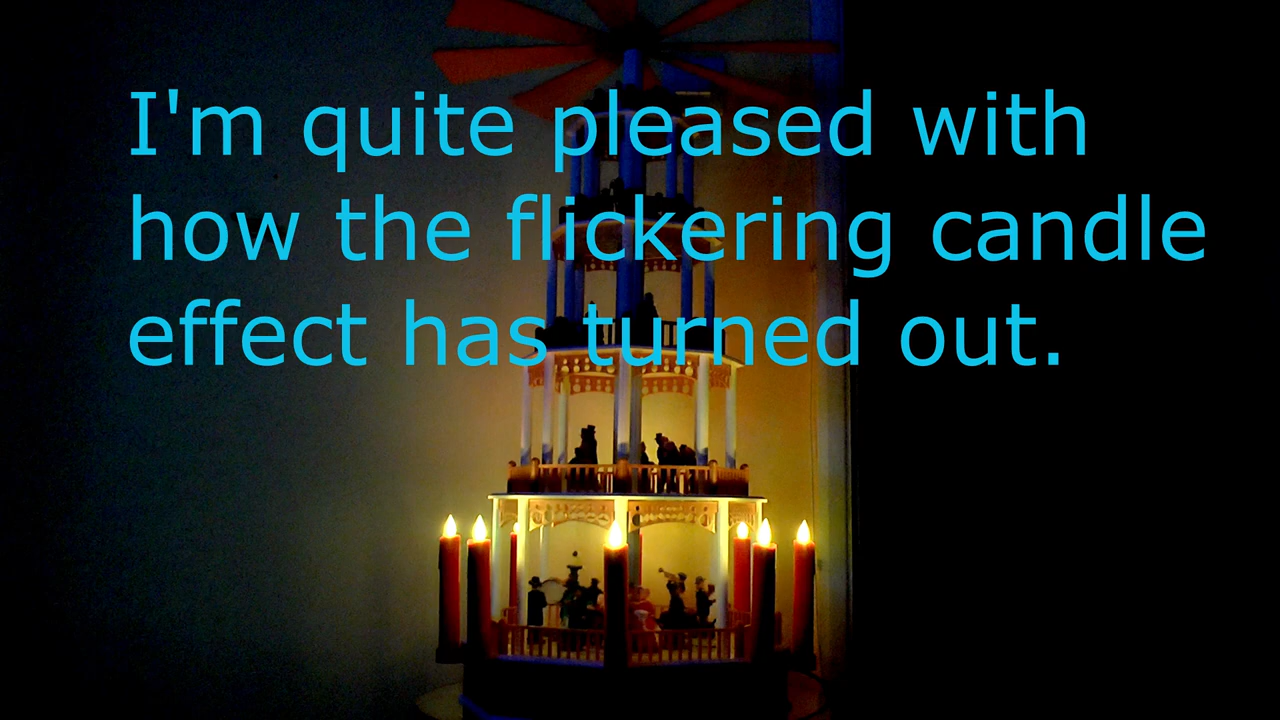 I'm quite pleased with
how the flickering candle
effect has turned out.